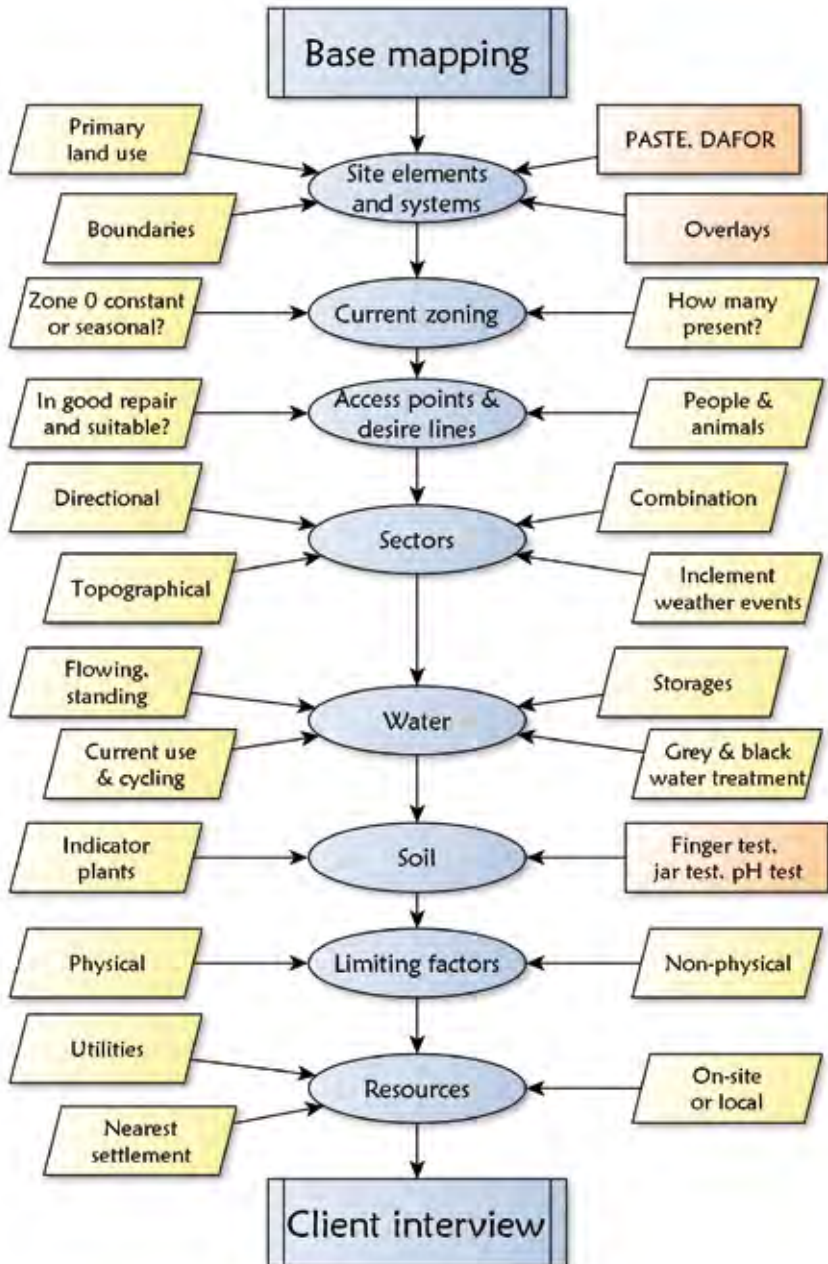 Base mapping
Primary
land use
PASTE, DAFOR
Site elements
and systems
Boundaries
Overlays
Zone 0 constant
or seasonal?
Current zoning
How many
present?
In good repair
and suitable?
Access points &
desire lines
People &
animals
Directional
Combination
Sectors
Topographical
Inclement
weather events
Flowing,
standing
Storages
Water
Current use
& cycling
Grey & black
water treatment
Indicator
plants
Soil
Finger test,
jar test, pH test
Physical
Limiting factors
Non-physical
Utilities
Resources
On-site
or local
Nearest
settlement
Client interview